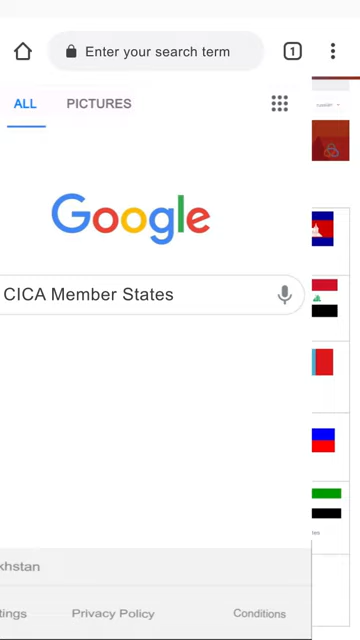 Enter your search term
1
ALL PICTURES
Google
CICA Member States
khstan
tings Privacy Policy Conditions